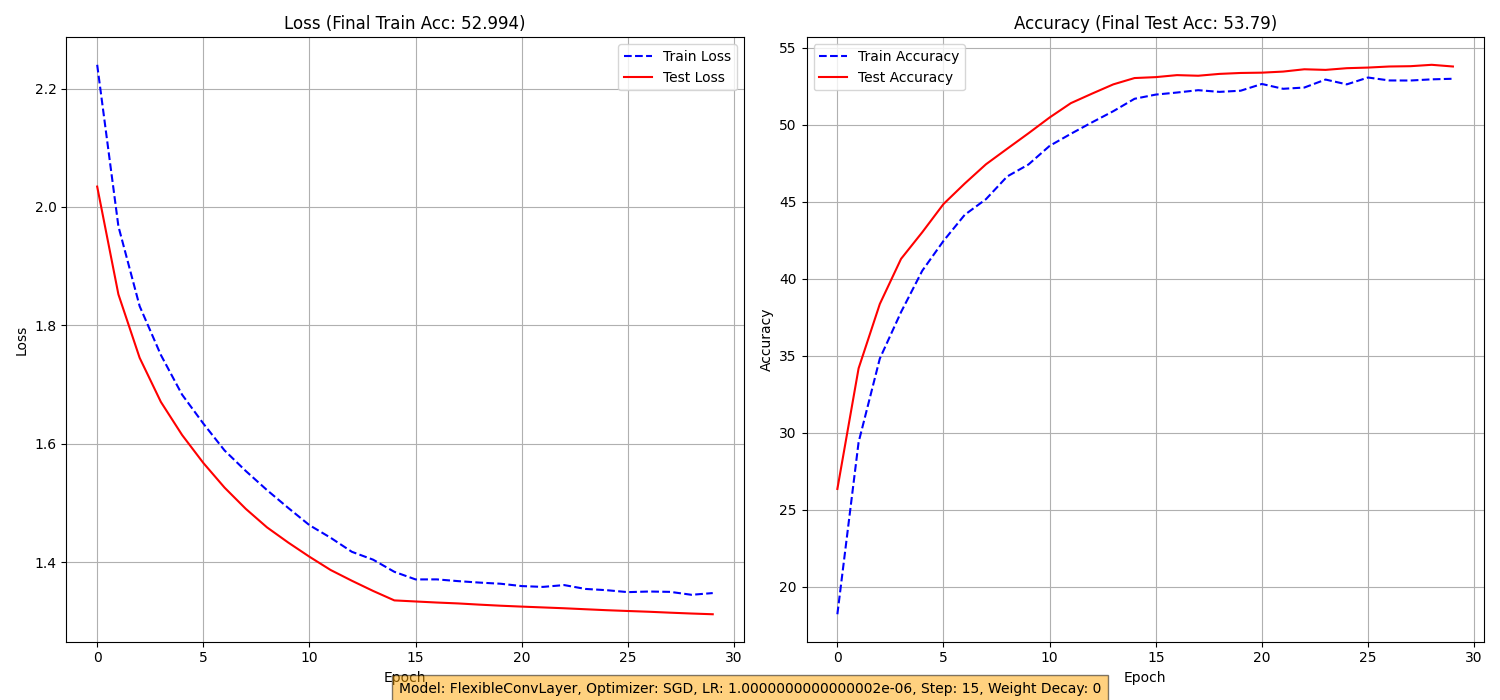 Loss (Final Train Acc: 52.994)
Train Loss
Test Loss
2.2
2.0
1.8
1.6
1.4
Loss
0 5 10 15 20 25 30
Epoch
Accuracy (Final Test Acc: 53.79)
Train Accuracy
Test Accuracy
55
50
45
40
35
30
25
20
Accuracy
0 5 10 15 20 25 30
Epoch
Model: FlexibleConvLayer, Optimizer: SGD, LR: 1.0000000000000002e-06, Step: 15, Weight Decay: 0